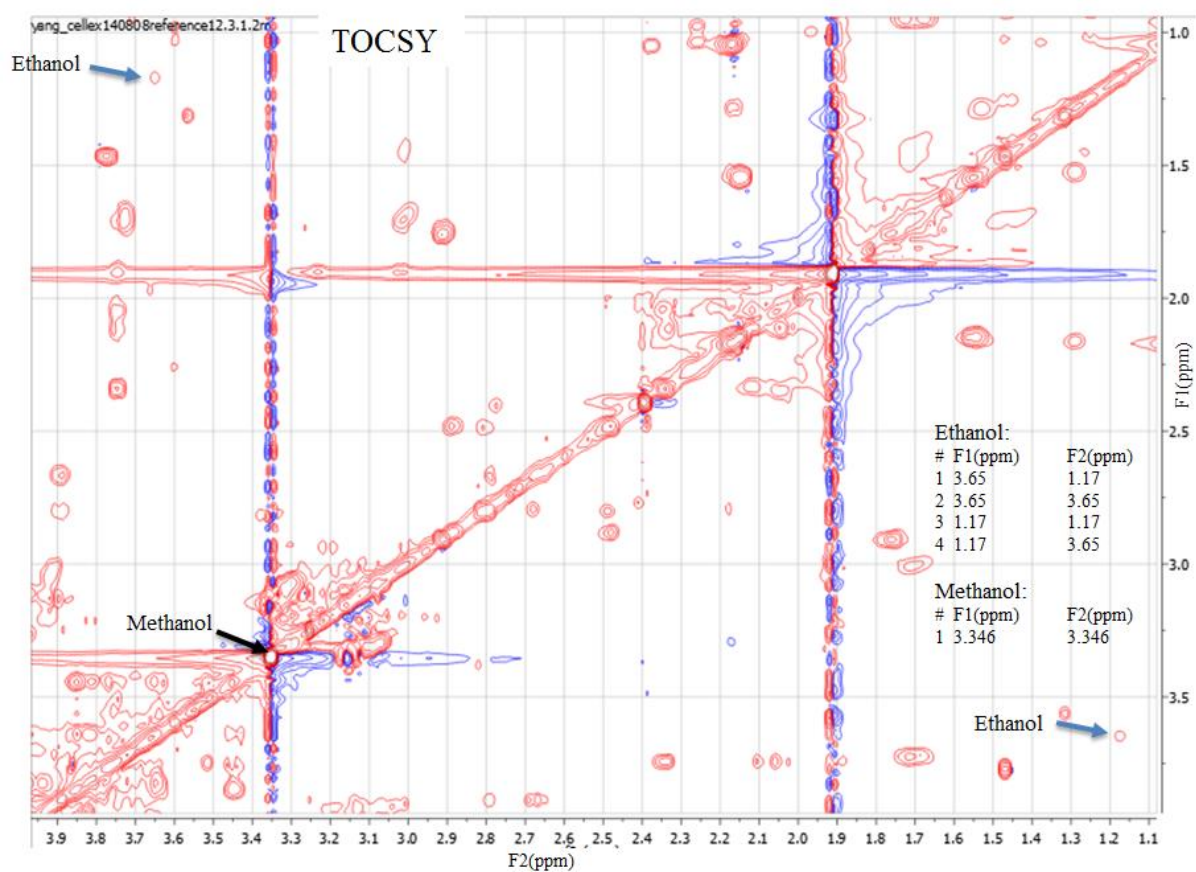 yang_cellex140808reference12.3.1.2r
TOCSY
Ethanol
Methanol
Ethanol
Ethanol:
# F1(ppm) F2(ppm)
1 3.65 1.17
2 3.65 3.65
3 1.17 1.17
4 1.17 3.65
Methanol:
# F1(ppm) F2(ppm)
1 3.346 3.346
1.0
1.5
2.0
2.5
3.0
3.5
F1(ppm)
3.9 3.8 3.7 3.6 3.5 3.4 3.3 3.2 3.1 3.0 2.9 2.8 2.7 2.6 2.5 2.4 2.3 2.2 2.1 2.0 1.9 1.8 1.7 1.6 1.5 1.4 1.3 1.2 1.1
F2(ppm)